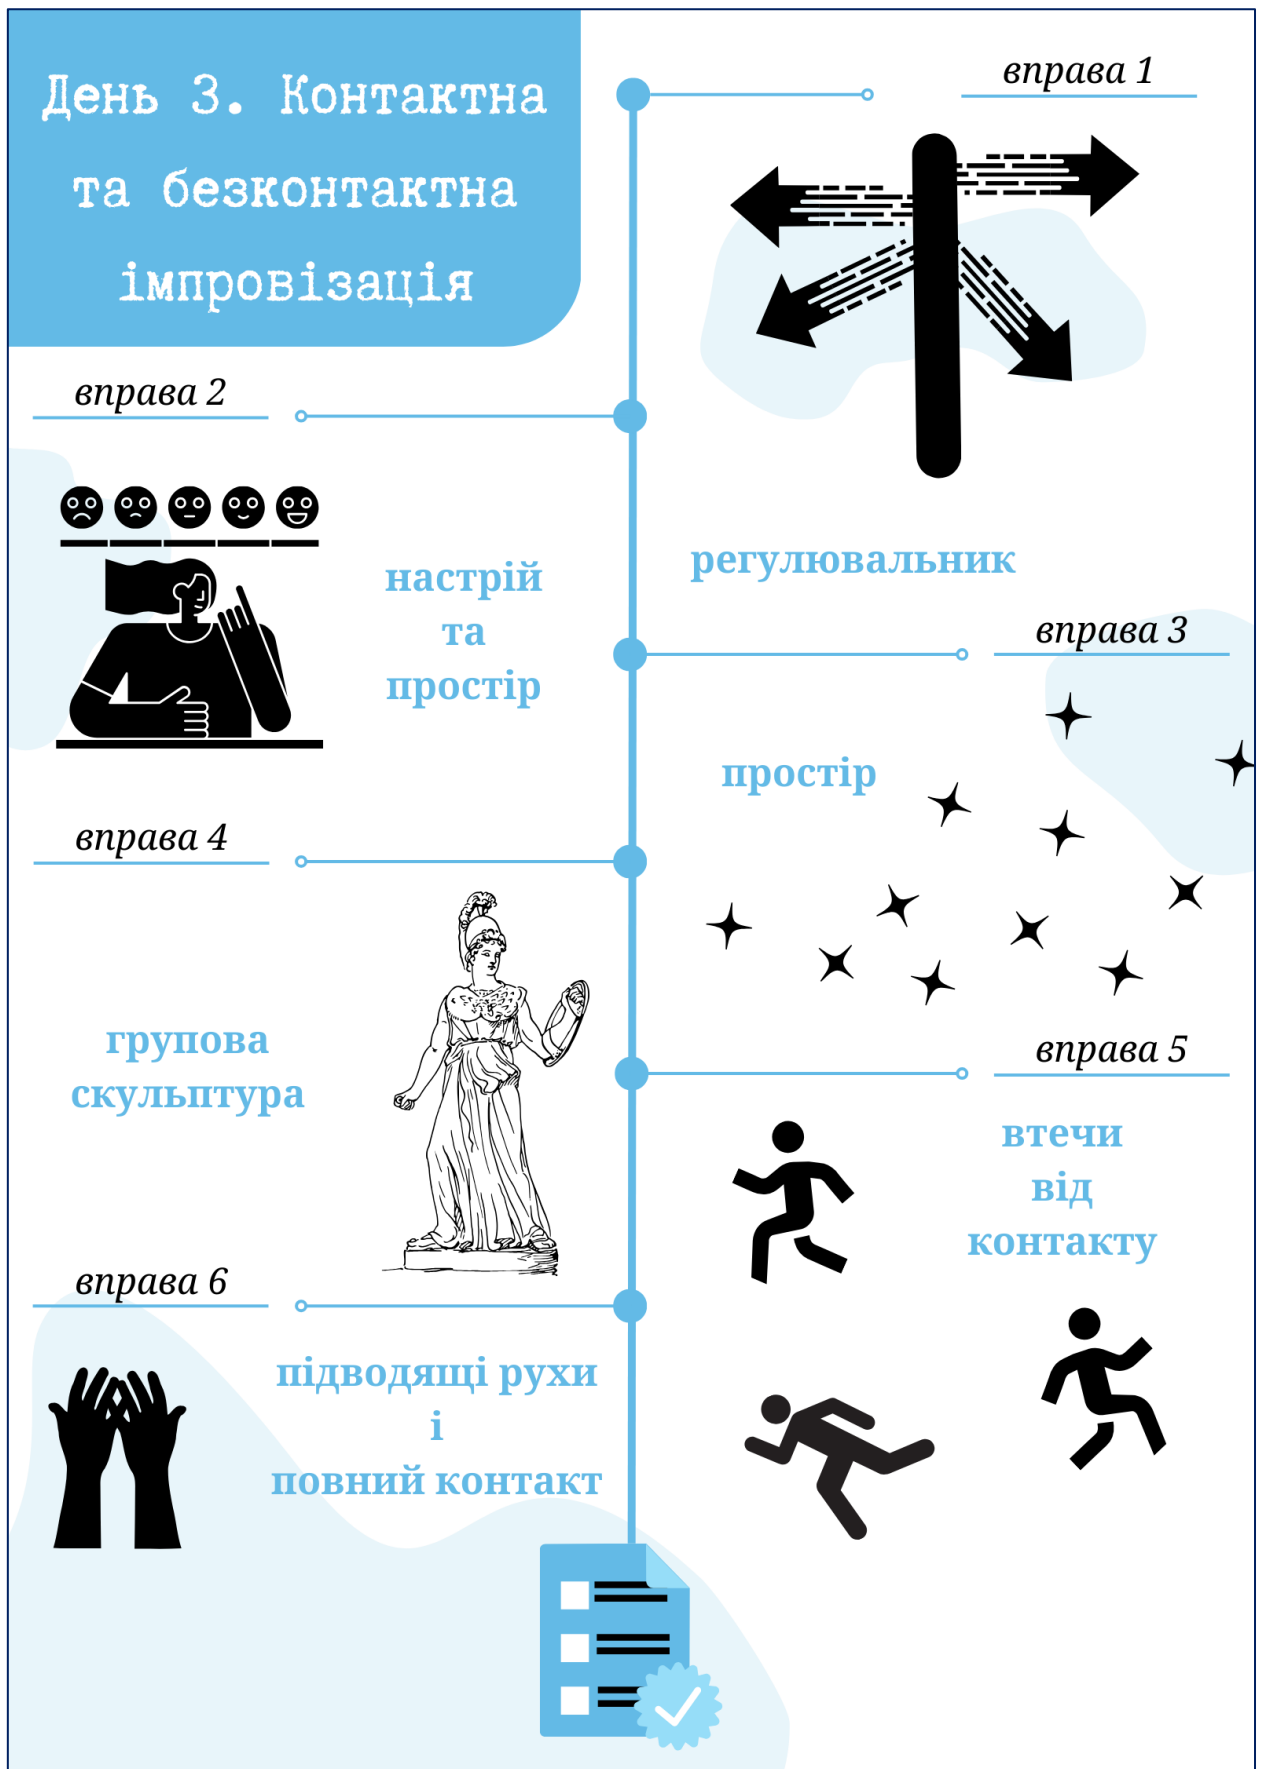 День 3. Контактна
та безконтактна
імпровізація
вправа 1
регулювальник
вправа 2
настрій
та
простір
вправа 3
простір
вправа 4
групова
скульптура
вправа 5
втечи
від
контакту
вправа 6
підводящі рухи
і
повний контакт